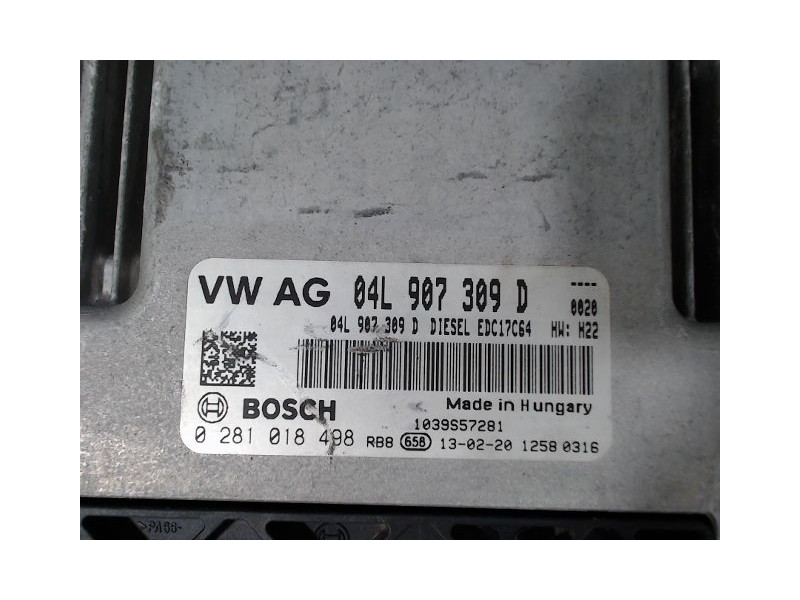 VW AG 04L 907 309 D ----
0020
04L 907 309 D DIESEL EDC17C64 HW: H22
BOSCH Made in Hungary
1039S57281
0 281 018 498 RB8 658 13-02-20 1258 0316
>PA66-